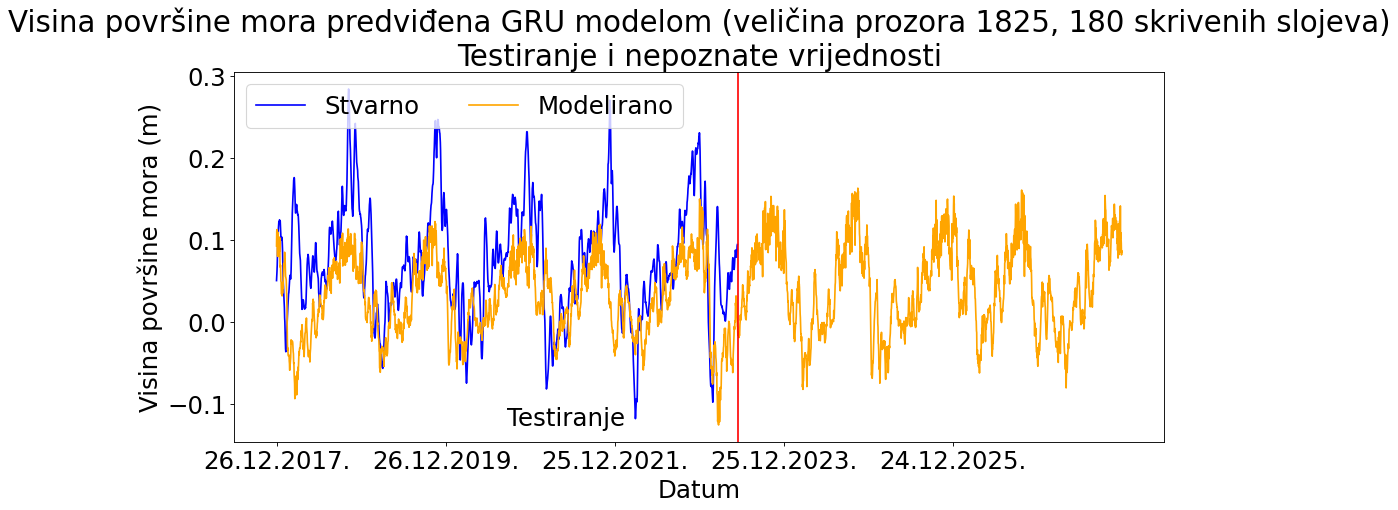 Visina površine mora predviđena GRU modelom (veličina prozora 1825, 180 skrivenih slojeva)
Testiranje i nepoznate vrijednosti
Stvarno Modelirano
Visina površine mora (m)
0.3
0.2
0.1
0.0
−0.1
Testiranje
26.12.2017. 26.12.2019. 25.12.2021. 25.12.2023. 24.12.2025.
Datum